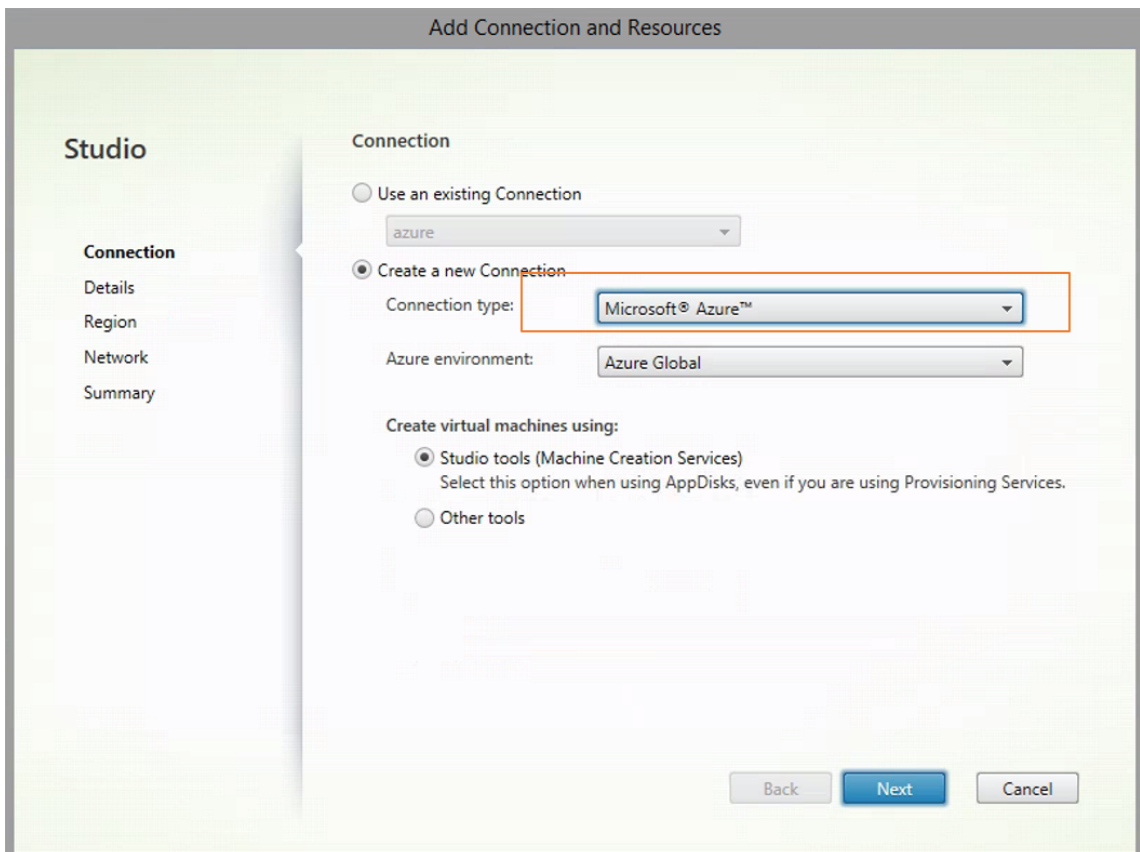 Add Connection and Resources
Studio
Connection
Details
Region
Network
Summary
Connection
Use an existing Connection
azure
Create a new Connection
Connection type:
Microsoft® Azure™
Azure environment:
Azure Global
Create virtual machines using:
Studio tools (Machine Creation Services)
Select this option when using AppDisks, even if you are using Provisioning Services.
Other tools
Back
Next
Cancel